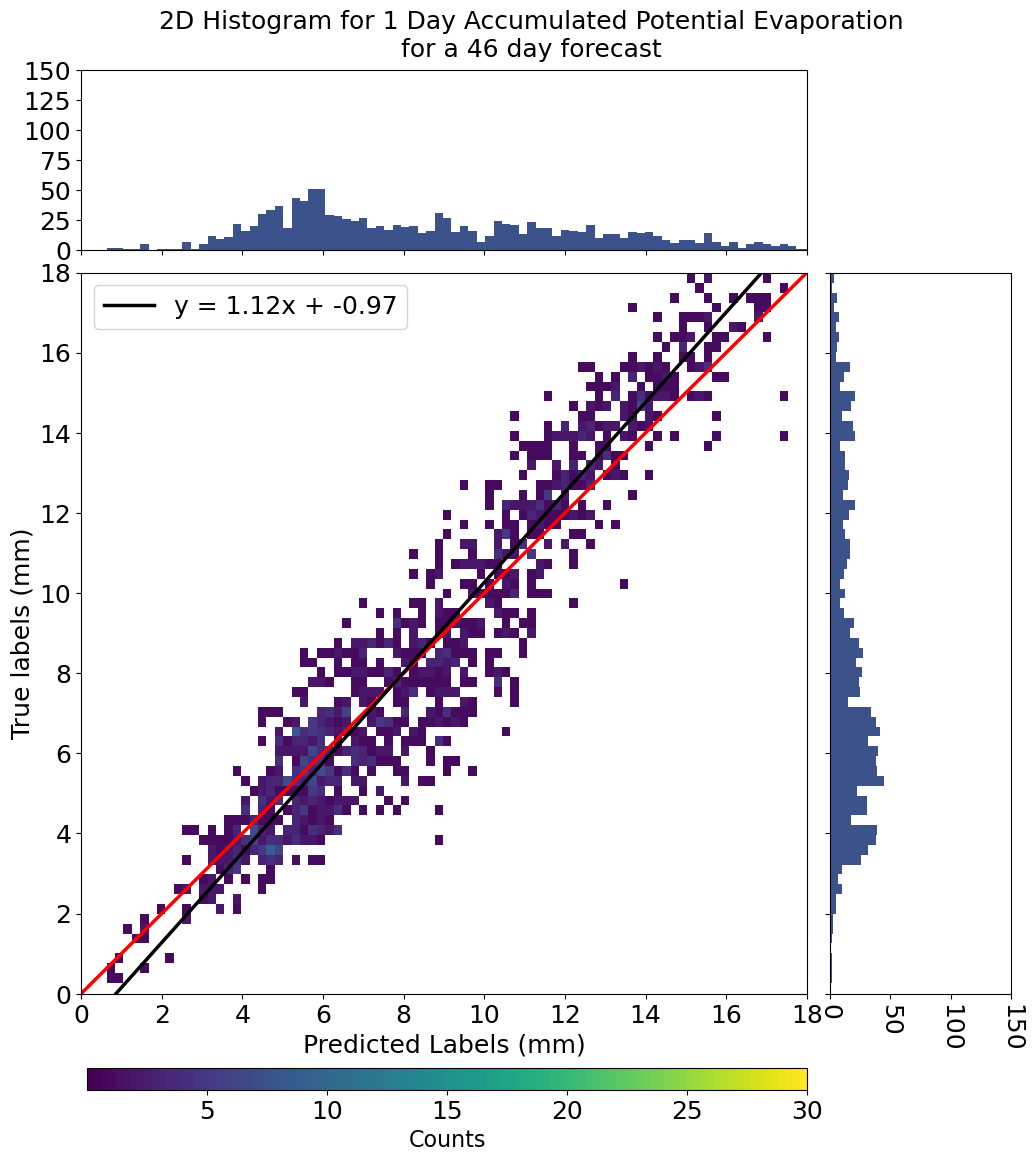 2D Histogram for 1 Day Accumulated Potential Evaporation
for a 46 day forecast
150
125
100
75
50
25
0
18
16
14
12
10
8
6
4
2
0
True labels (mm)
y = 1.12x + -0.97
0 2 4 6 8 10 12 14 16 18
Predicted Labels (mm)
0 50 100 150
5 10 15 20 25 30
Counts